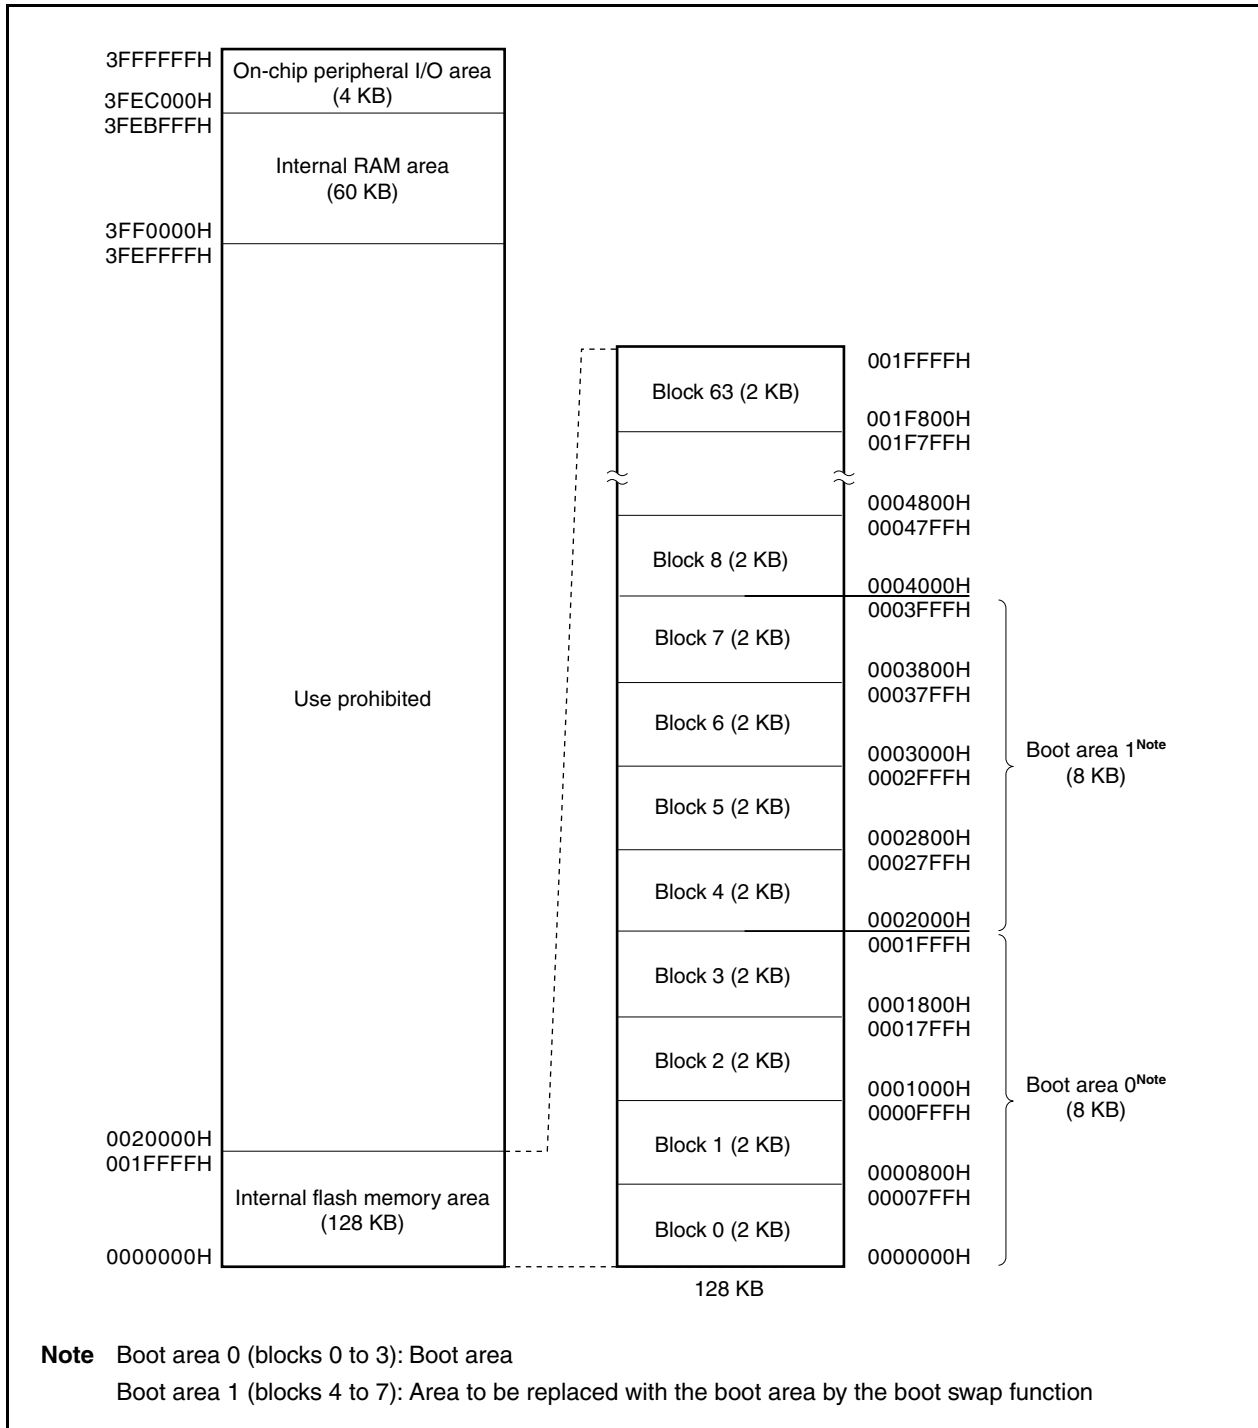 3FFFFFFH
On-chip peripheral I/O area
(4 KB)
3FEC000H
3FEBFFFH
Internal RAM area
(60 KB)
3FF0000H
3FEFFFFH
Use prohibited
0020000H
001FFFFH
Internal flash memory area
(128 KB)
0000000H
001FFFFH
Block 63 (2 KB)
001F800H
001F7FFH
0004800H
00047FFH
Block 8 (2 KB)
0004000H
0003FFFH
Block 7 (2 KB)
0003800H
00037FFH
Block 6 (2 KB)
0003000H
0002FFFH
Block 5 (2 KB)
0002800H
00027FFH
Block 4 (2 KB)
0002000H
0001FFFH
Block 3 (2 KB)
0001800H
00017FFH
Block 2 (2 KB)
0001000H
0000FFFH
Block 1 (2 KB)
0000800H
00007FFH
Block 0 (2 KB)
0000000H
128 KB
Boot area 1Note
(8 KB)
Boot area 0Note
(8 KB)
Note Boot area 0 (blocks 0 to 3): Boot area
Boot area 1 (blocks 4 to 7): Area to be replaced with the boot area by the boot swap function